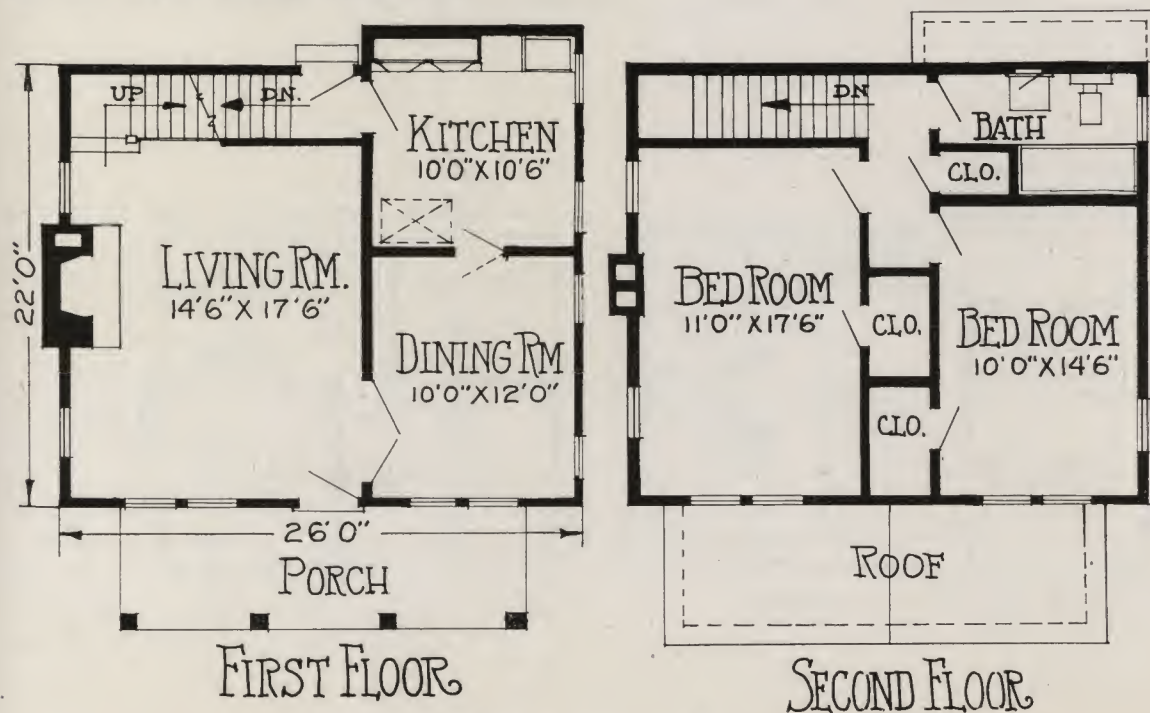 UP
DN.
KITCHEN
10'0"X10'6"
LIVING RM.
14'6"X17'6"
DINING RM
10'0"X12'0"
22'0"
26'0"
PORCH
FIRST FLOOR
DN
BATH
CLO.
BED ROOM
11'0"X17'6"
CLO.
BED ROOM
10'0"X14'6"
CLO.
ROOF
SECOND FLOOR